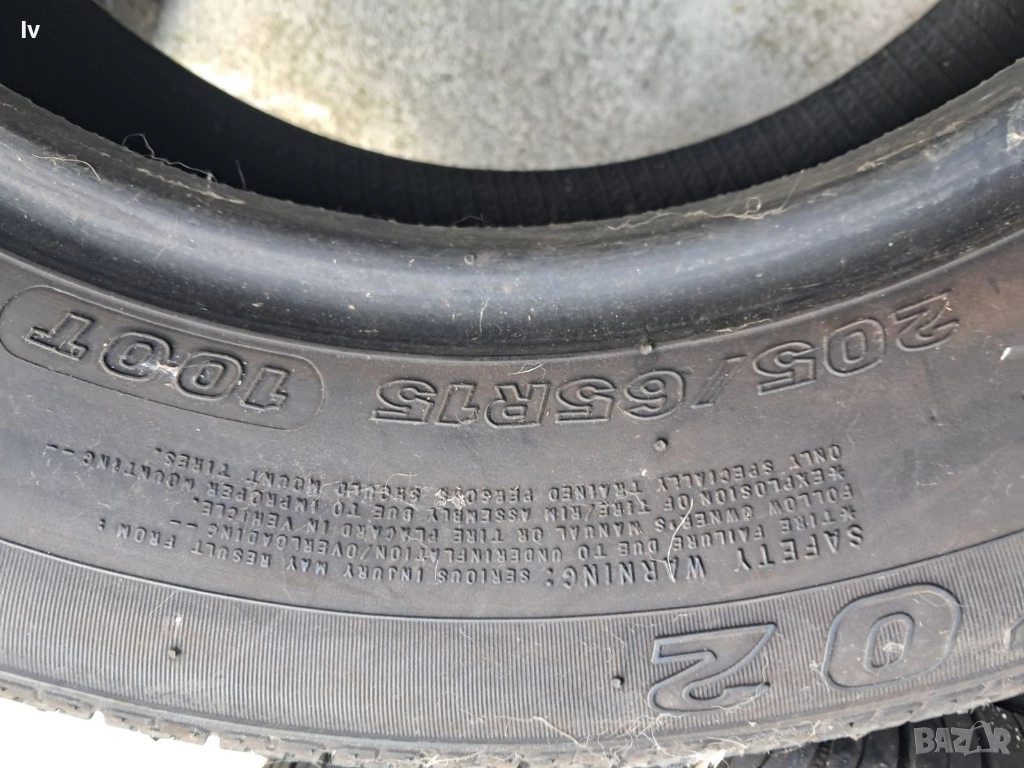 lv
205/65R15 100T
SAFETY WARNING: SERIOUS INJURY MAY RESULT FROM:
*TIRE FAILURE DUE TO UNDERINFLATION/OVERLOADING --
FOLLOW OWNER'S MANUAL OR TIRE PLACARD IN VEHICLE.
*EXPLOSION OF TIRE/RIM ASSEMBLY DUE TO IMPROPER MOUNTING --
ONLY SPECIALLY TRAINED PERSONS SHOULD MOUNT TIRES.
02
BAZAR